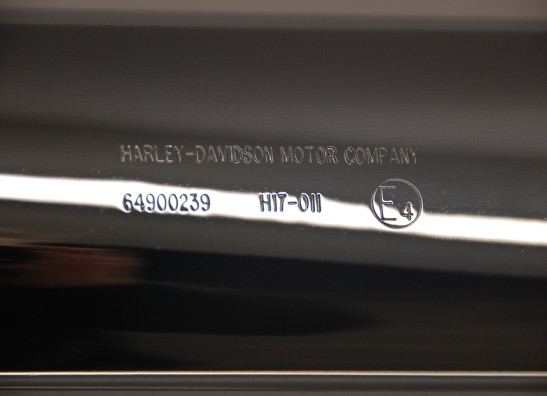 HARLEY-DAVIDSON MOTOR COMPANY
64900239 H17-011 E4